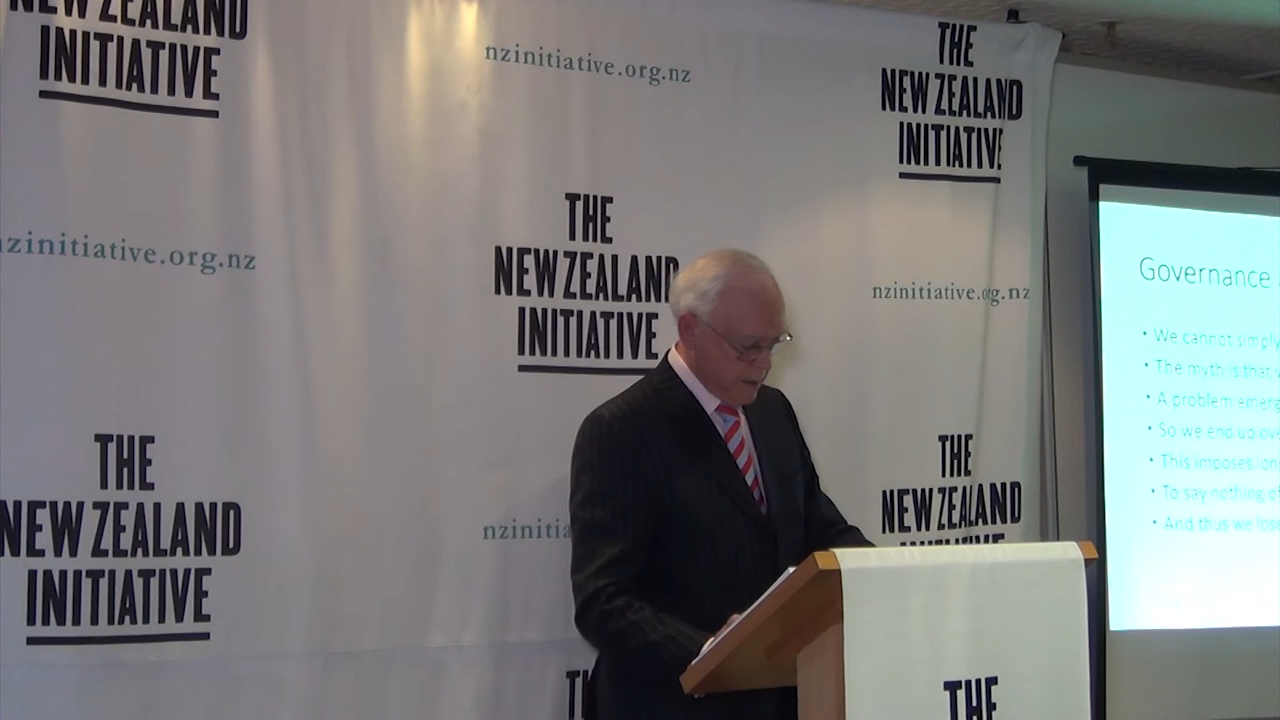 NEW ZEALAND
INITIATIVE
nzinitiative.org.nz
THE
NEW ZEALAND
INITIATIVE
THE
NEW ZEALAND
INITIATIVE
nzinitiative.org.nz
nzinitiative.org.nz
THE
NEW ZEALAND
INITIATIVE
nzinitia
THE
NEW ZEALAND
INITIATIVE
TH
THE
Governance
• We cannot simply
• The myth is that
• A problem emerg
• So we end up ove
• This imposes lon
• To say nothing of
• And thus we lose